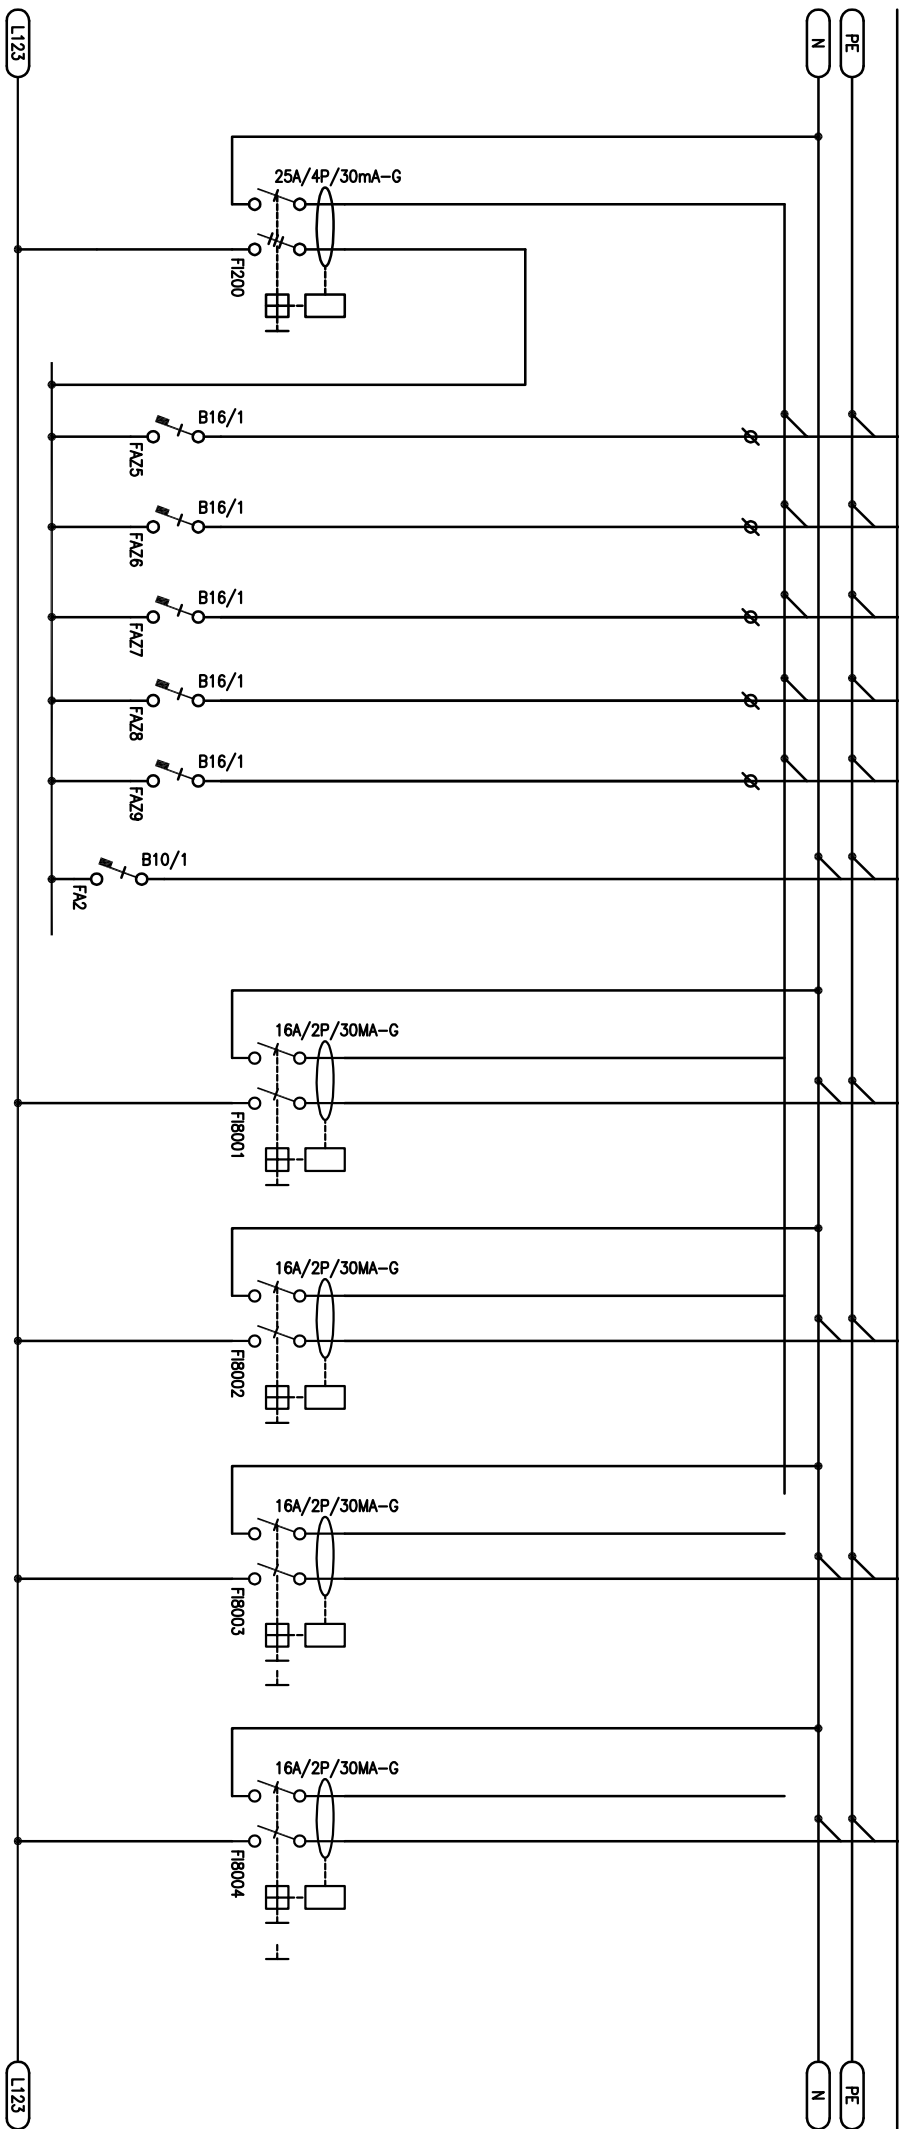 L123
N
PE
25A/4P/30mA-G
FI200
B16/1
FAZ5
B16/1
FAZ6
B16/1
FAZ7
B16/1
FAZ8
B16/1
FAZ9
B10/1
FA2
16A/2P/30MA-G
FI8001
16A/2P/30MA-G
FI8002
16A/2P/30MA-G
FI8003
16A/2P/30MA-G
FI8004
L123
N
PE